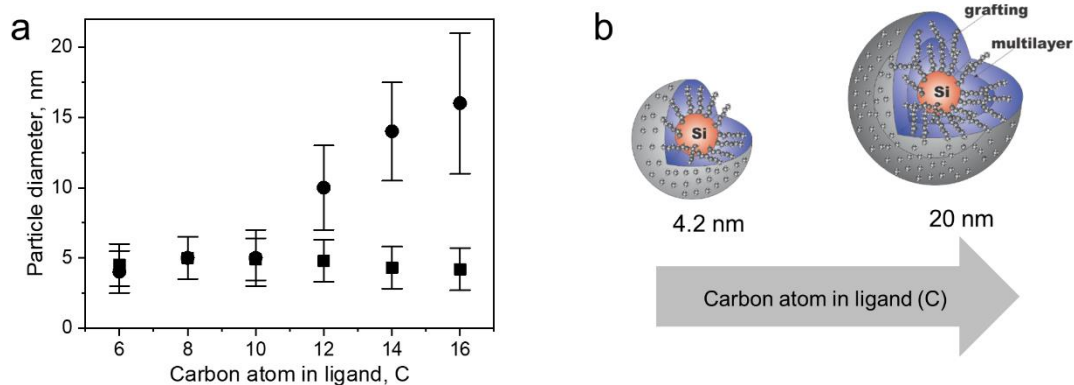 a
Particle diameter, nm
20
15
10
5
0
6 8 10 12 14 16
Carbon atom in ligand, C
b
grafting
multilayer
Si
Si
4.2 nm
20 nm
Carbon atom in ligand (C)